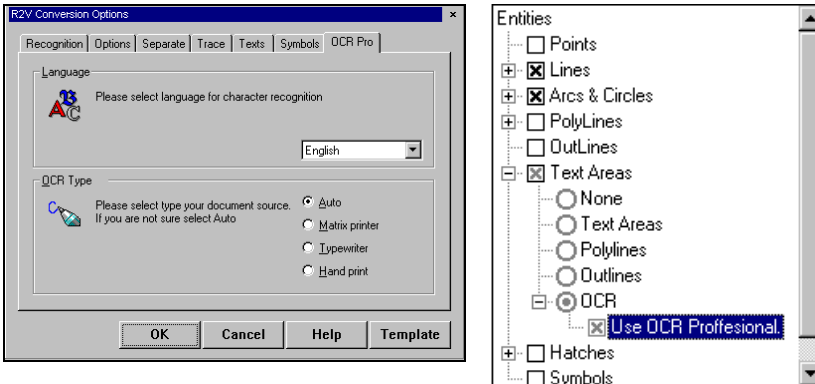 R2V Conversion Options
Recognition Options Separate Trace Texts Symbols OCR Pro
Language
Please select language for character recognition
English
OCR Type
Please select type your document source.
If you are not sure select Auto
Auto
Matrix printer
Typewriter
Hand print
OK Cancel Help Template
Entities
Points
Lines
Arcs & Circles
PolyLines
OutLines
Text Areas
None
Text Areas
Polylines
Outlines
OCR
Use OCR Proffesional.
Hatches
Symbols